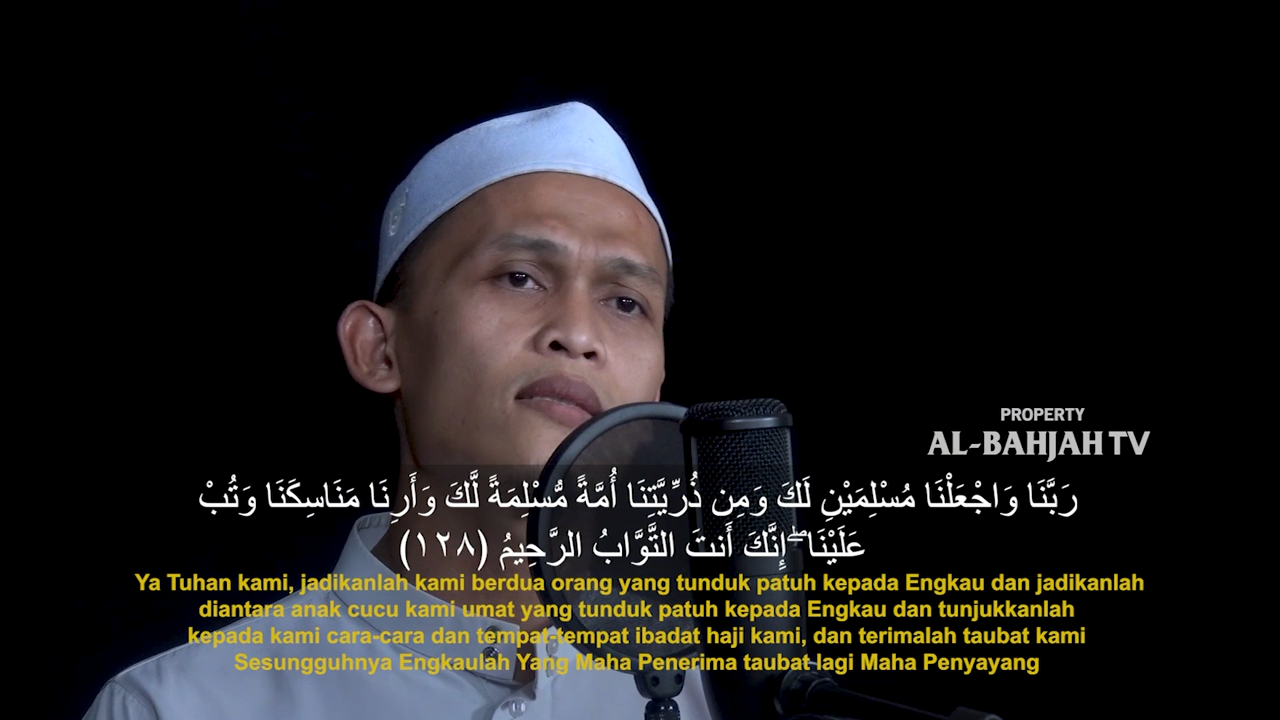 PROPERTY
AL-BAHJAH TV
رَبَّنَا وَاجْعَلْنَا مُسْلِمَيْنِ لَكَ وَمِن ذُرِّيَّتِنَا أُمَّةً مُّسْلِمَةً لَّكَ وَأَرِنَا مَنَاسِكَنَا وَتُبْ
عَلَيْنَا ۖ إِنَّكَ أَنتَ التَّوَّابُ الرَّحِيمُ (١٢٨)
Ya Tuhan kami, jadikanlah kami berdua orang yang tunduk patuh kepada Engkau dan jadikanlah
diantara anak cucu kami umat yang tunduk patuh kepada Engkau dan tunjukkanlah
kepada kami cara-cara dan tempat-tempat ibadat haji kami, dan terimalah taubat kami
Sesungguhnya Engkaulah Yang Maha Penerima taubat lagi Maha Penyayang